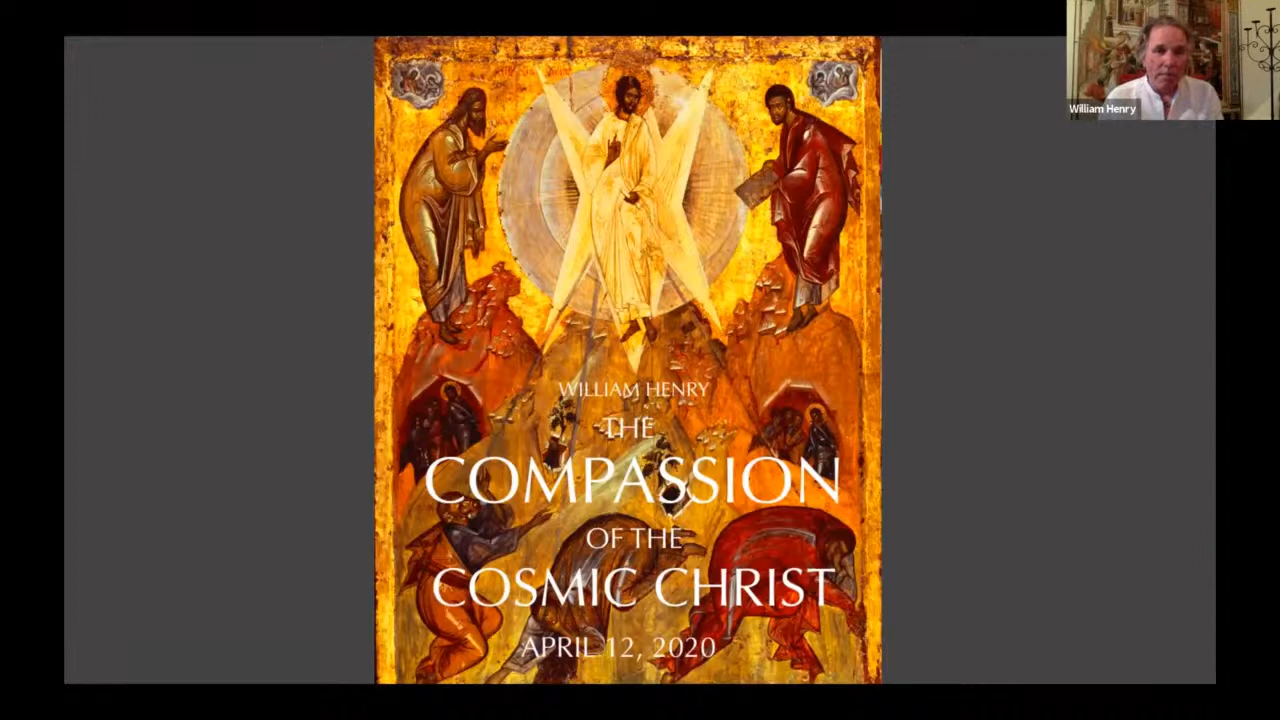 William Henry
WILLIAM HENRY
THE
COMPASSION
OF THE
COSMIC CHRIST
APRIL 12, 2020